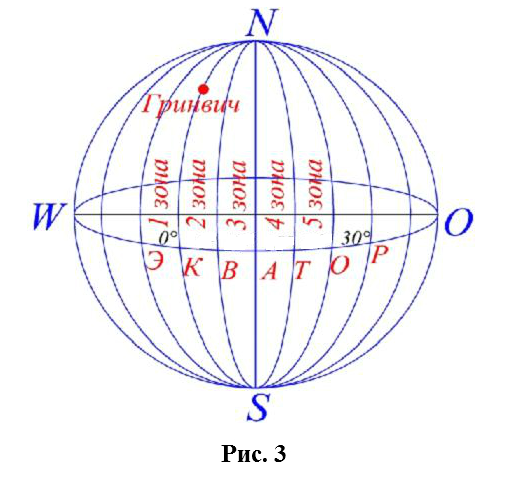 N
Гринвич
1 зона
2 зона
3 зона
4 зона
5 зона
W
O
0°
30°
Э К В А Т О Р
S
Рис. 3